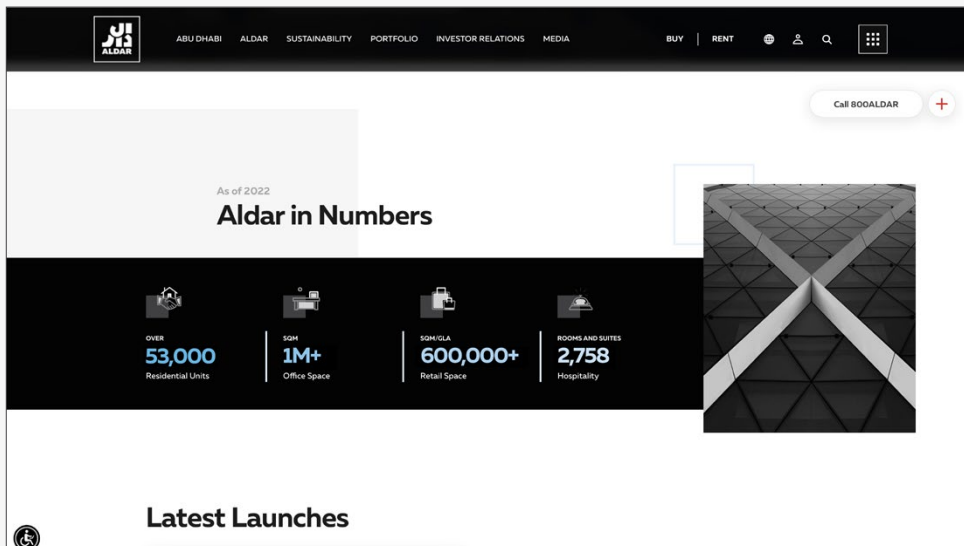 الدار
ALDAR
ABU DHABI
ALDAR
SUSTAINABILITY
PORTFOLIO
INVESTOR RELATIONS
MEDIA
BUY
RENT
Call 800ALDAR
As of 2022
Aldar in Numbers
OVER
53,000
Residential Units
SQM
1M+
Office Space
SQM/GLA
600,000+
Retail Space
ROOMS AND SUITES
2,758
Hospitality
Latest Launches